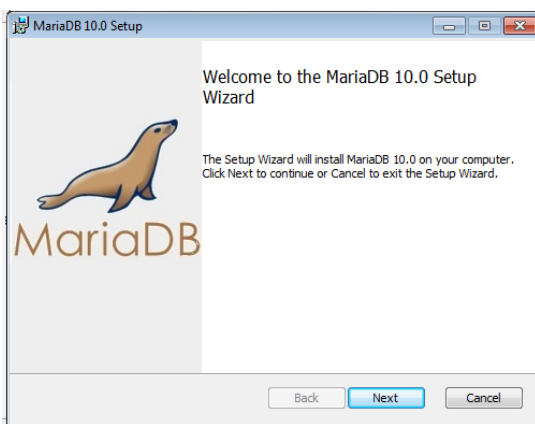 MariaDB 10.0 Setup
Welcome to the MariaDB 10.0 Setup
Wizard
The Setup Wizard will install MariaDB 10.0 on your computer.
Click Next to continue or Cancel to exit the Setup Wizard.
MariaDB
Back
Next
Cancel